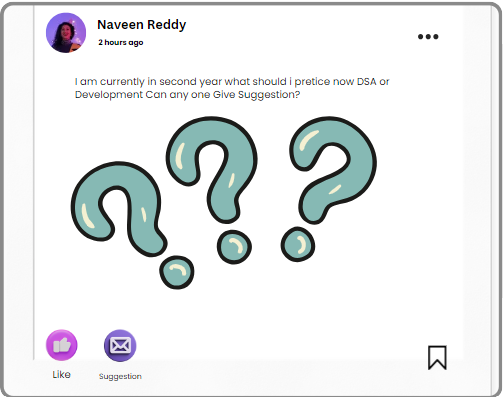 Naveen Reddy
2 hours ago
I am currently in second year what should i pretice now DSA or
Development Can any one Give Suggestion?
Like
Suggestion